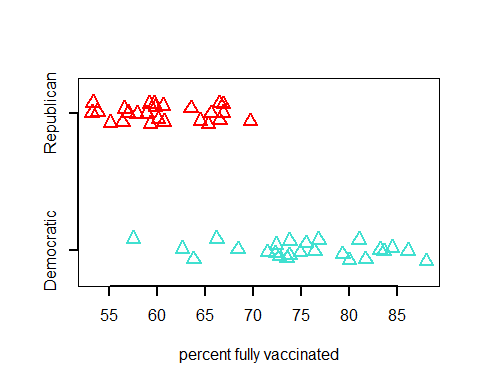 Republican
Democratic
55 60 65 70 75 80 85
percent fully vaccinated